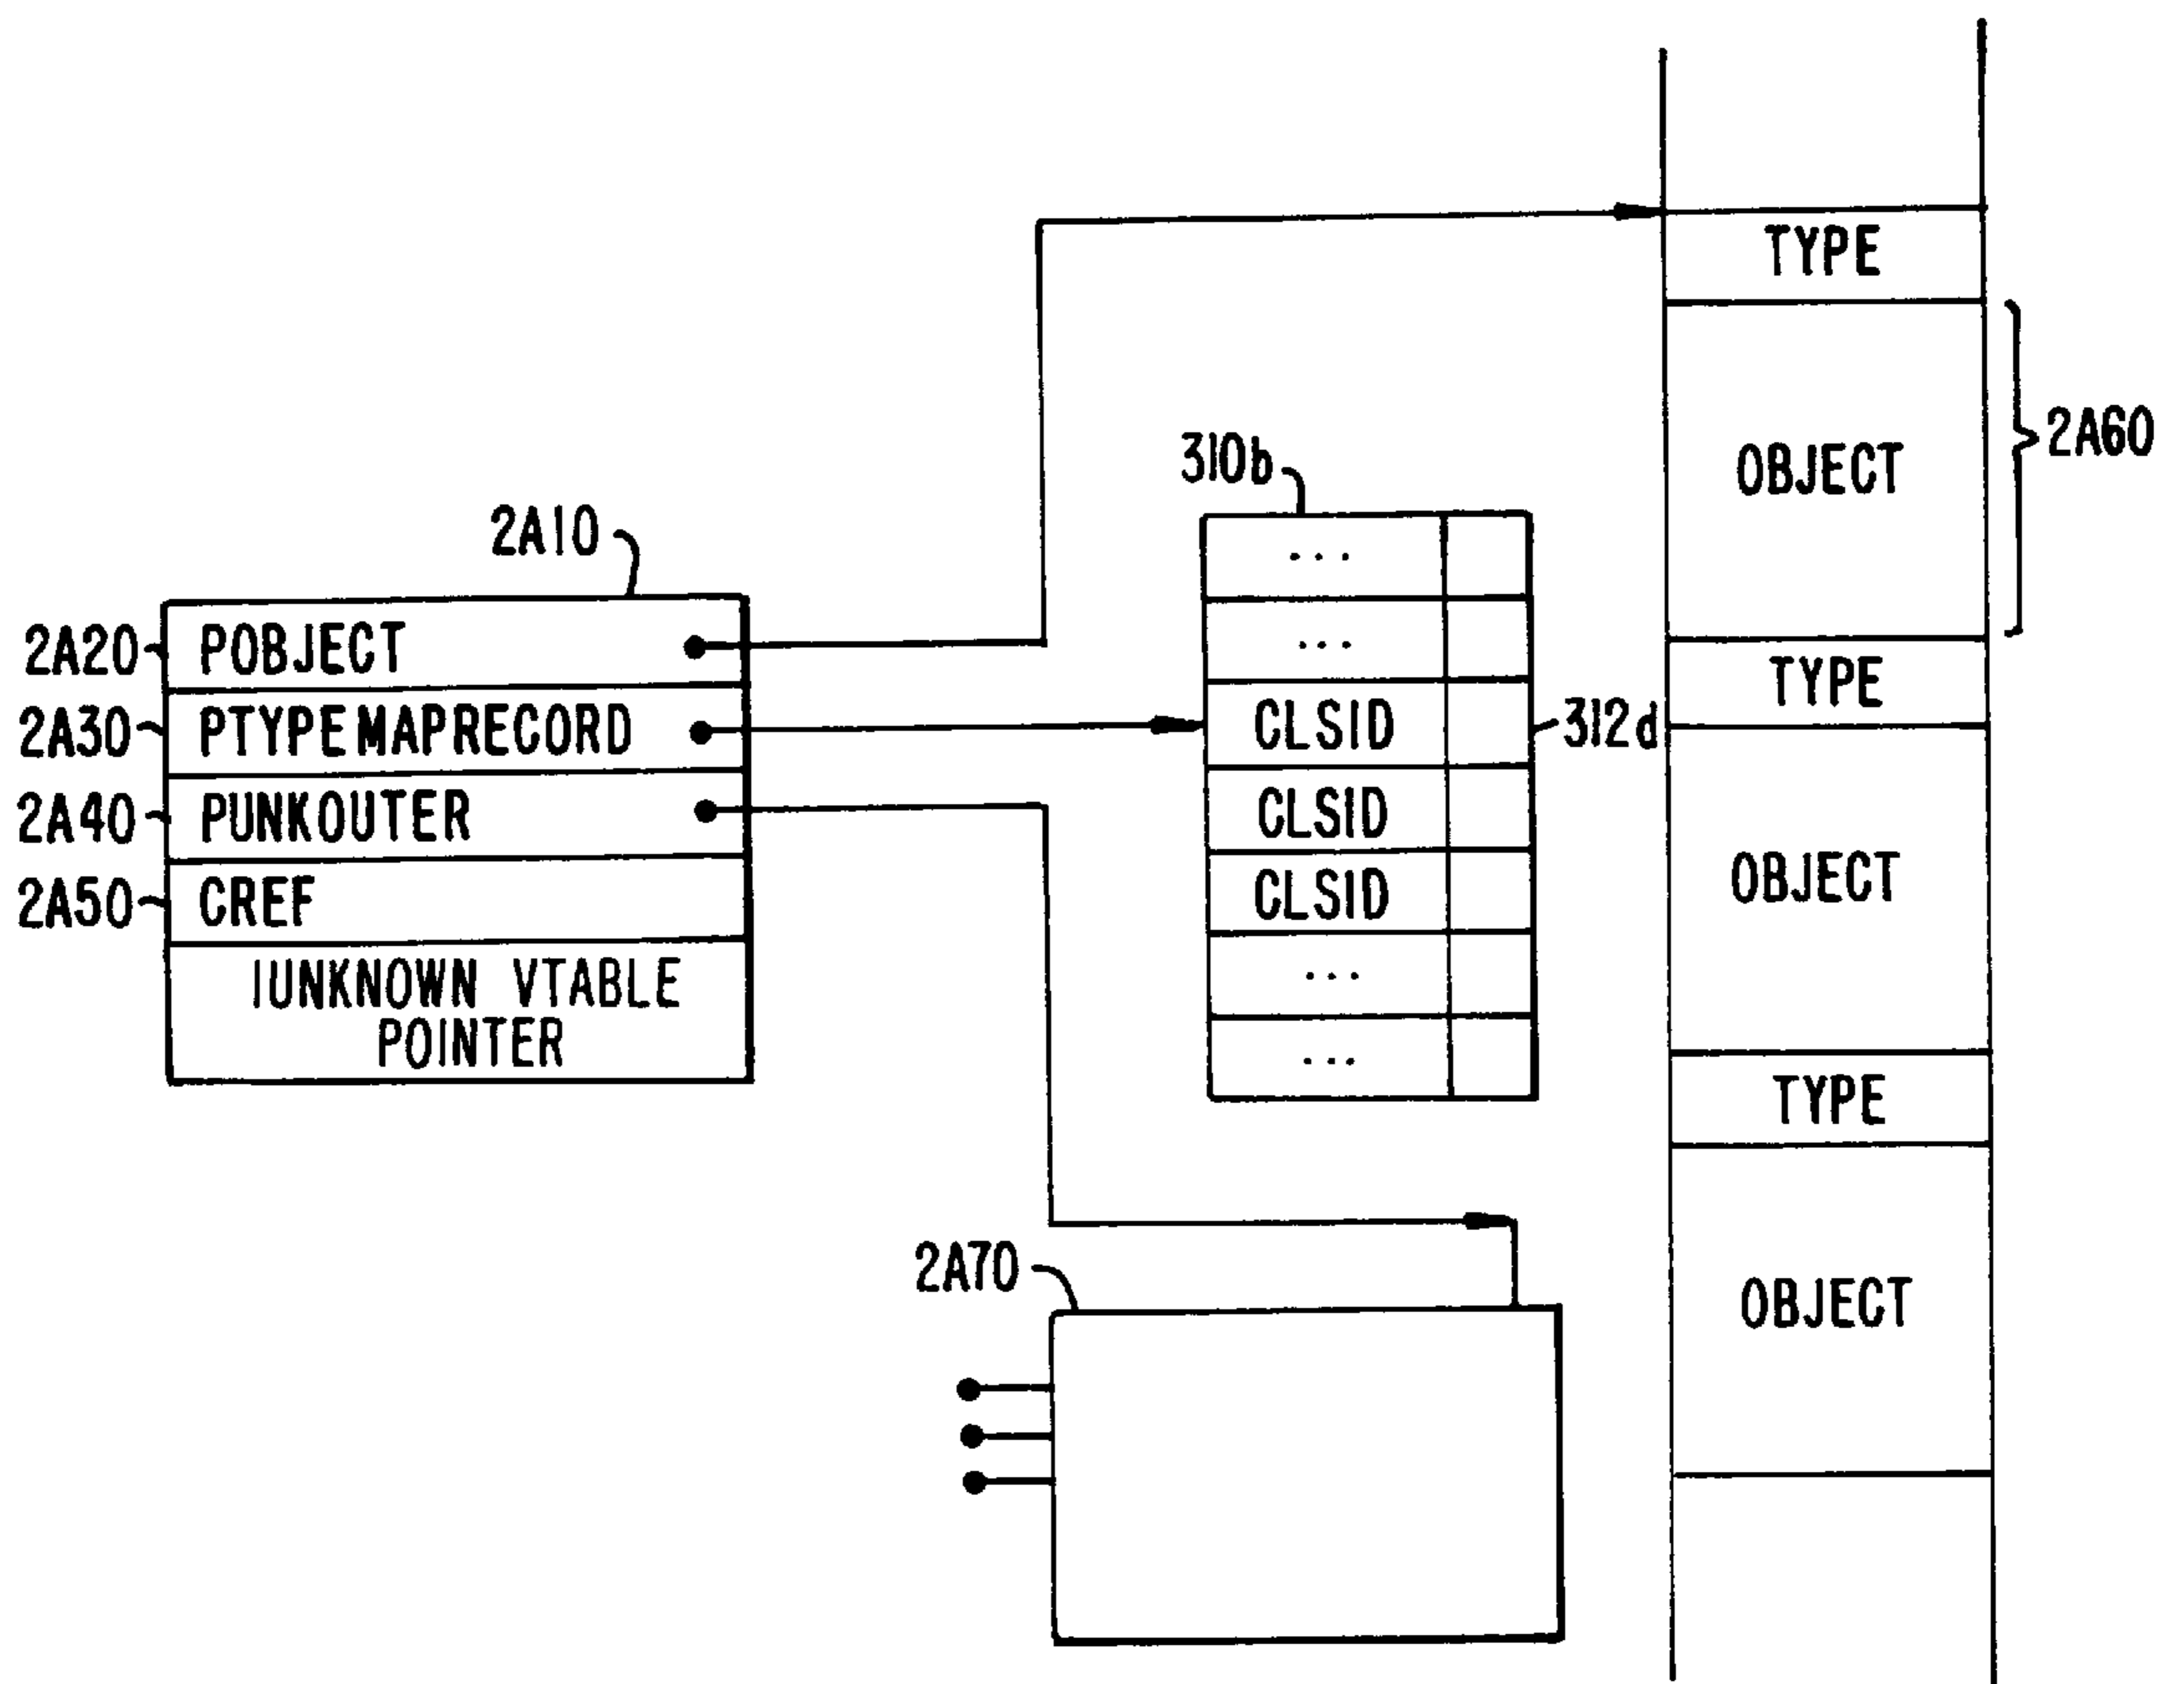 2A10
2A20
POBJECT
2A30
PTYPEMAPRECORD
2A40
PUNKOUTER
2A50
CREF
IUNKNOWN VTABLE
POINTER
310b
...
...
CLSID
312d
CLSID
CLSID
...
...
2A70
TYPE
OBJECT
2A60
TYPE
OBJECT
TYPE
OBJECT